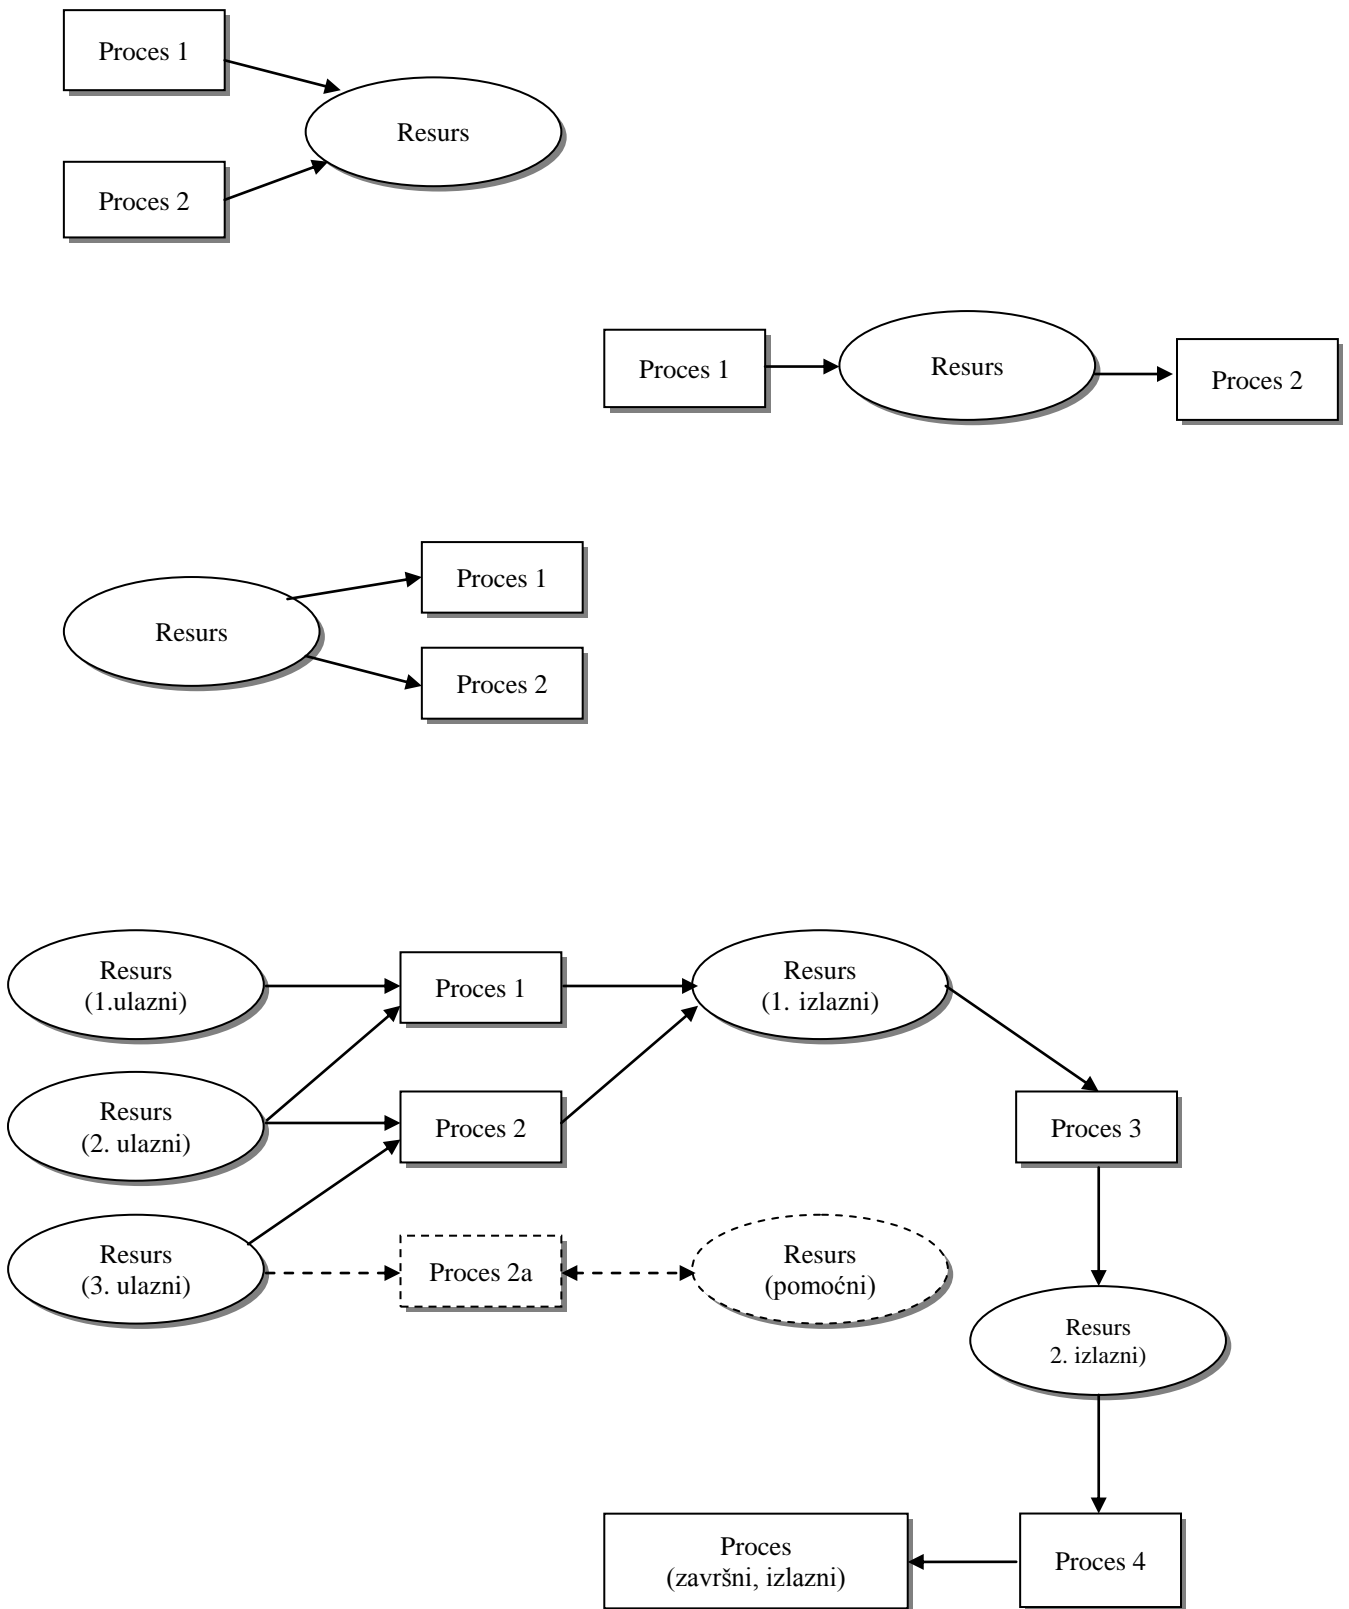 Proces 1
Resurs
Proces 2
Proces 1
Resurs
Proces 2
Proces 1
Resurs
Proces 2
Resurs
(1.ulazni)
Proces 1
Resurs
(1. izlazni)
Resurs
(2. ulazni)
Proces 2
Proces 3
Resurs
(3. ulazni)
Proces 2a
Resurs
(pomoćni)
Resurs
2. izlazni)
Proces
(završni, izlazni)
Proces 4